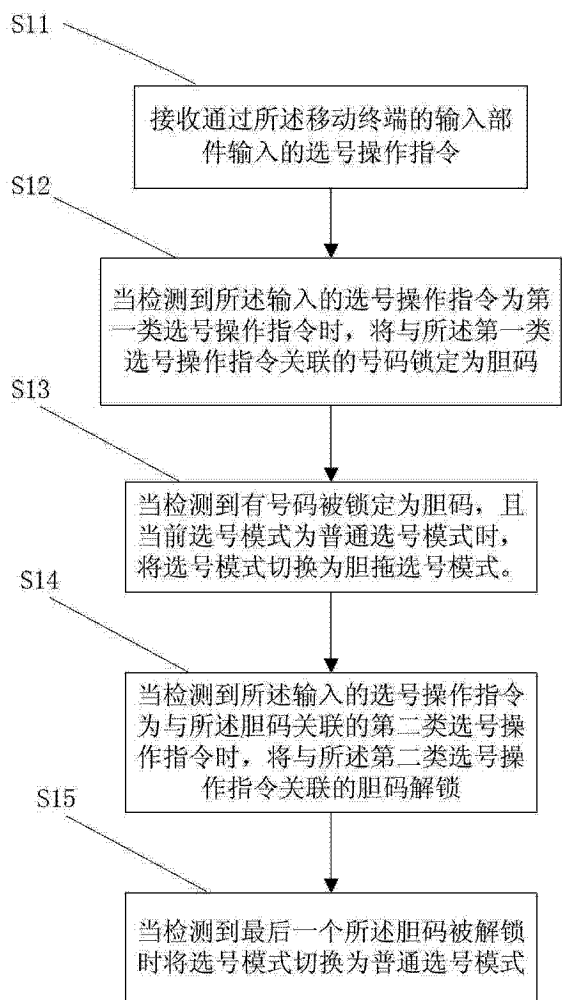 S11
接收通过所述移动终端的输入部
件输入的选号操作指令
S12
当检测到所述输入的选号操作指令为第
一类选号操作指令时，将与所述第一类
选号操作指令关联的号码锁定为胆码
S13
当检测到有号码被锁定为胆码，且
当前选号模式为普通选号模式时，
将选号模式切换为胆拖选号模式。
S14
当检测到所述输入的选号操作指令
为与所述胆码关联的第二类选号操
作指令时，将与所述第二类选号操
作指令关联的胆码解锁
S15
当检测到最后一个所述胆码被解锁
时将选号模式切换为普通选号模式